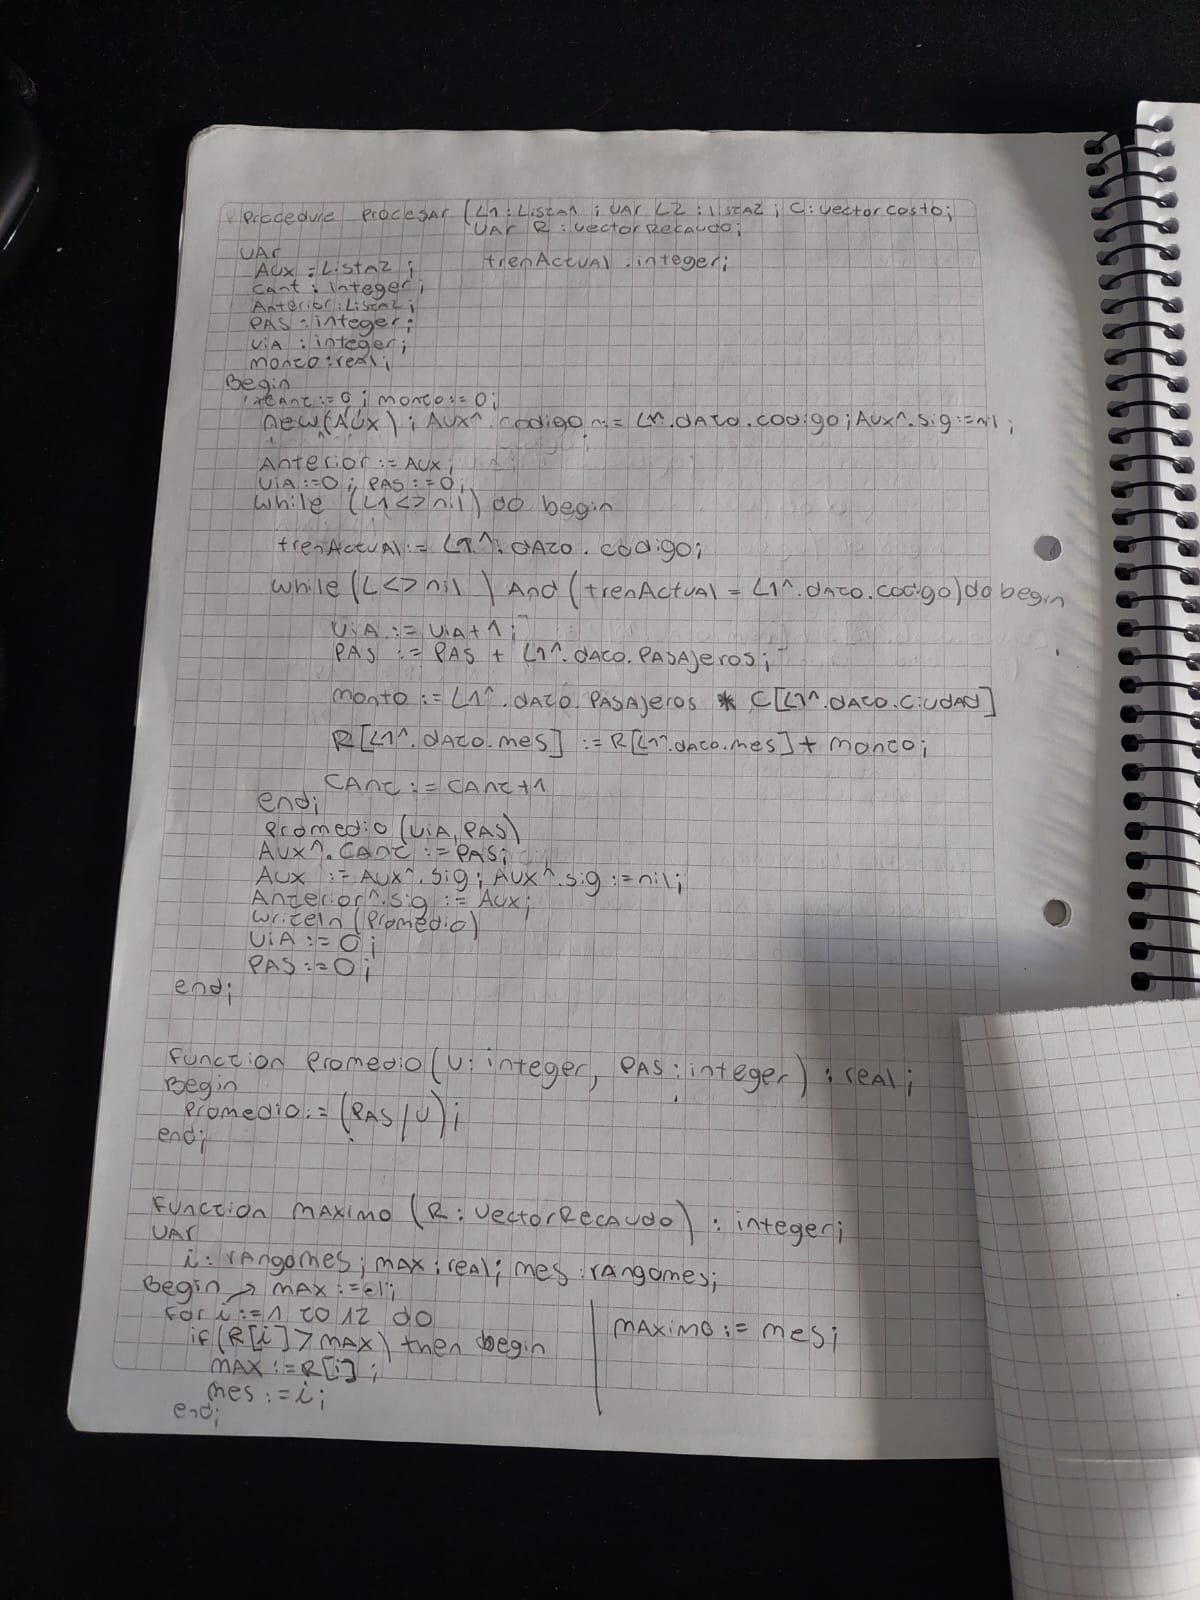 Procedure procesar (L1:Lista1 ; VAR L2 : Lista2 ; C: vectorcosto;
VAR R : vectorRecaudo;
VAR
AUX : Lista2 ; trenActual : integer;
cant : integer;
Anterior: Lista2;
PAS : integer;
VIA : integer;
monto : real;
Begin
cant:= 0 ; monto:= 0;
new(AUX) ; AUX^.codigo := L1^.dato.codigo ; AUX^.sig:=nil ;
Anterior := AUX;
VIA:=0 ; PAS:=0;
while (L1<>nil) do begin
trenActual := L1^.dato.codigo;
while (L<>nil ) And (trenActual = L1^.dato.codigo) do begin
VIA := VIA+1;
PAS := PAS + L1^.dato.PASAJeros;
monto := L1^.dato.PASAJeros * C[L1^.dato.ciudad]
R[L1^.dato.mes] := R[L1^.dato.mes] + monto;
CAnt := CAnt+1
end;
Promedio (VIA, PAS)
AUX^.CAnt := PAS;
AUX := AUX^.sig ; AUX^.sig := nil;
Anterior^.sig := AUX;
writeln (Promedio)
VIA := 0;
PAS := 0;
end;
Function Promedio (V: integer, PAS : integer) : real;
Begin
Promedio := (PAS/V);
end;
Function MAXIMO (R : vectorRecaudo) : integer;
VAR
i : rangomes ; MAX : real ; mes : rangomes;
Begin → MAX :=-1;
for i := 1 to 12 do
if (R[i] > MAX) then begin
MAX := R[i] ;
mes := i;
end;
MAXIMO := mes;